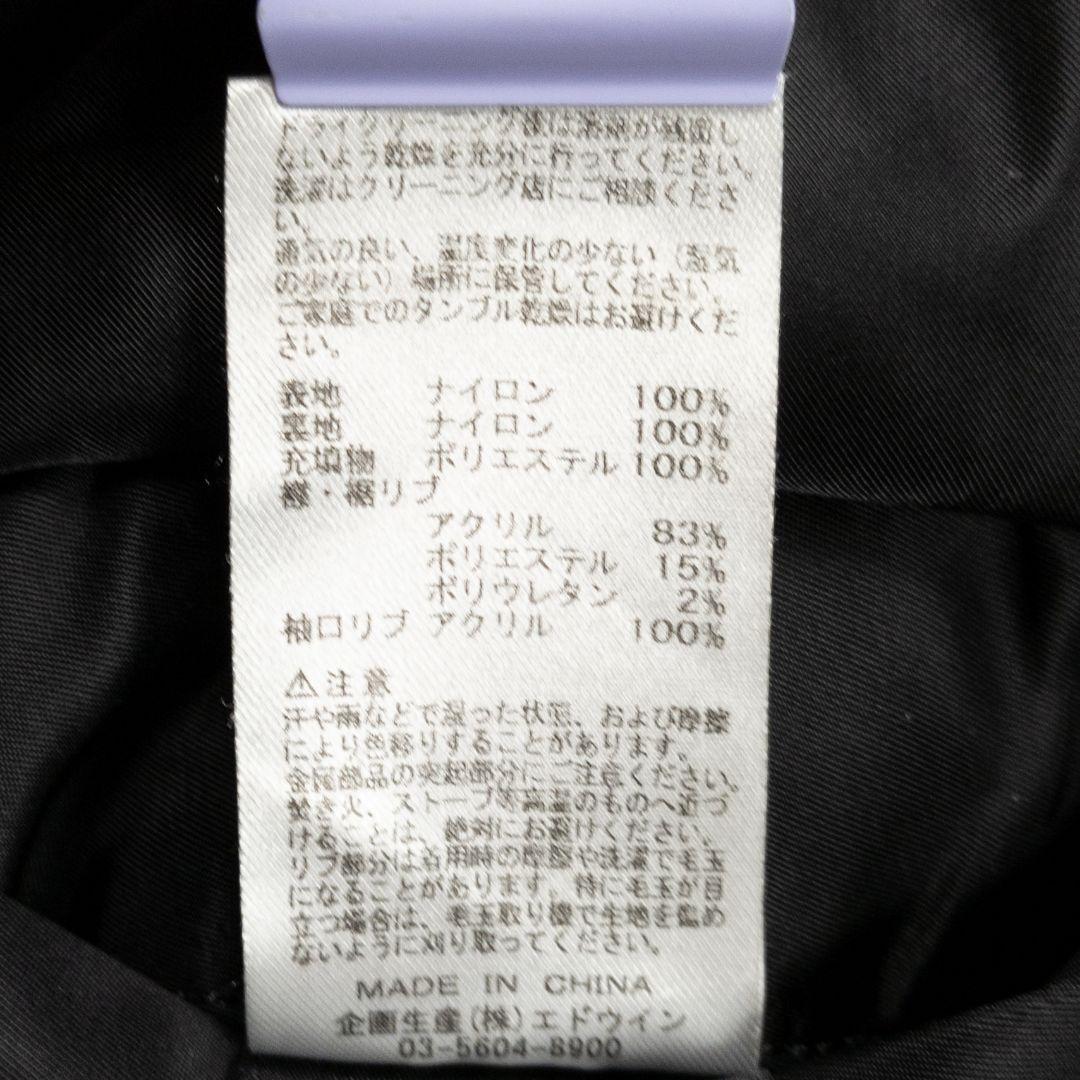 ドライクリーニング後は溶剤が残留し
ないよう乾燥を充分に行ってください。
洗濯はクリーニング店にご相談くださ
い。
通気の良い、温度変化の少ない（湿気
の少ない）場所に保管してください。
ご家庭でのタンブル乾燥はお避けくだ
さい。
表地 ナイロン 100%
裏地 ナイロン 100%
充填物 ポリエステル 100%
襟・裾リブ
アクリル 83%
ポリエステル 15%
ポリウレタン 2%
袖口リブ アクリル 100%
⚠注意
汗や雨などで湿った状態、および摩擦
により色移りすることがあります。
金属部品の突起部分にご注意ください。
焚き火、ストーブ等高温のものへ近づ
けることは、絶対にお避けください。
リブ部分は着用時の摩擦や洗濯で毛玉
になることがあります。特に毛玉が目
立つ場合は、毛玉取り機で生地を傷め
ないように刈り取ってください。
MADE IN CHINA
企画生産(株)エドウイン
03-5604-8900